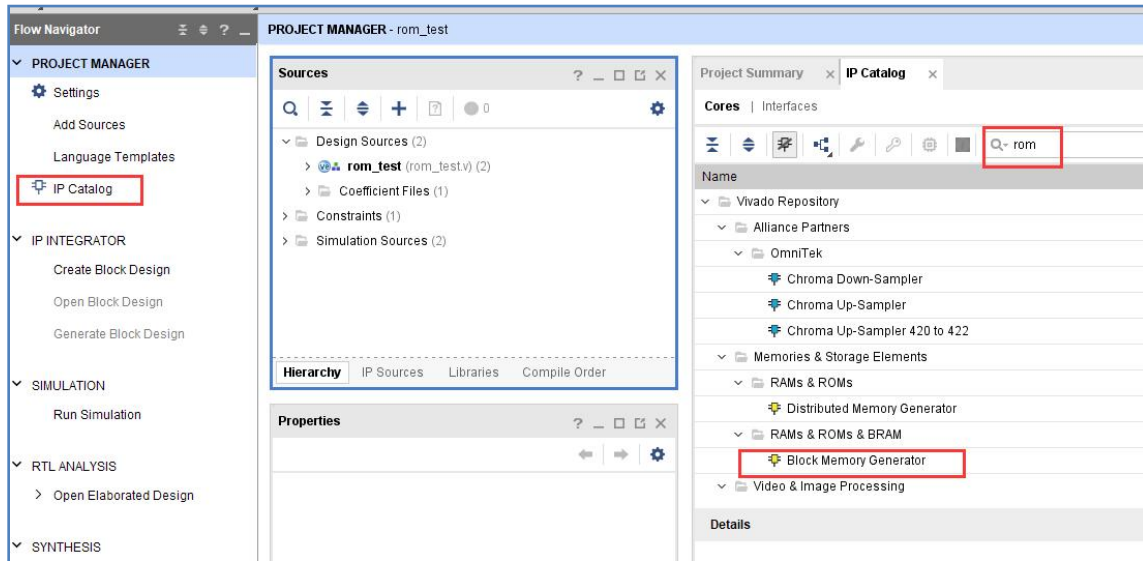 Flow Navigator
PROJECT MANAGER
Settings
Add Sources
Language Templates
IP Catalog
IP INTEGRATOR
Create Block Design
Open Block Design
Generate Block Design
SIMULATION
Run Simulation
RTL ANALYSIS
Open Elaborated Design
SYNTHESIS
PROJECT MANAGER - rom_test
Sources
0
Design Sources (2)
rom_test (rom_test.v) (2)
Coefficient Files (1)
Constraints (1)
Simulation Sources (2)
Hierarchy IP Sources Libraries Compile Order
Properties
Project Summary IP Catalog
Cores | Interfaces
rom
Name
Vivado Repository
Alliance Partners
OmniTek
Chroma Down-Sampler
Chroma Up-Sampler
Chroma Up-Sampler 420 to 422
Memories & Storage Elements
RAMs & ROMs
Distributed Memory Generator
RAMs & ROMs & BRAM
Block Memory Generator
Video & Image Processing
Details